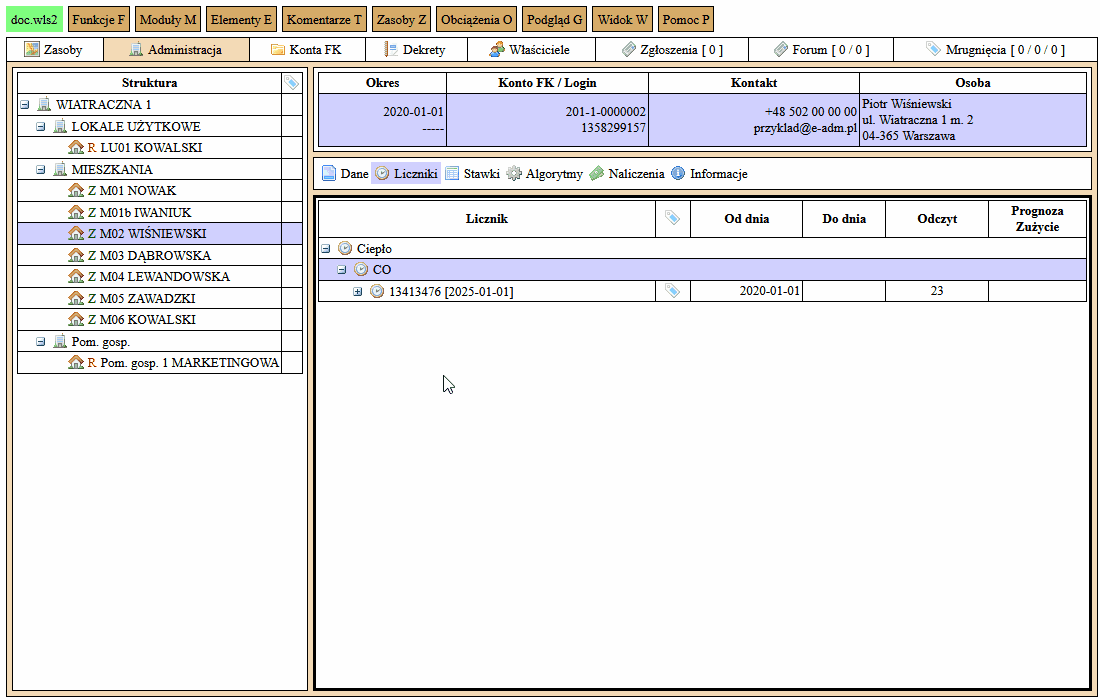 doc.wls2 Funkcje F Moduły M Elementy E Komentarze T Zasoby Z Obciążenia O Podgląd G Widok W Pomoc P
Zasoby Administracja Konta FK Dekrety Właściciele Zgłoszenia [ 0 ] Forum [ 0 / 0 ] Mrugnięcia [ 0 / 0 / 0 ]
Struktura
WIATRACZNA 1
LOKALE UŻYTKOWE
R LU01 KOWALSKI
MIESZKANIA
Z M01 NOWAK
Z M01b IWANIUK
Z M02 WIŚNIEWSKI
Z M03 DĄBROWSKA
Z M04 LEWANDOWSKA
Z M05 ZAWADZKI
Z M06 KOWALSKI
Pom. gosp.
R Pom. gosp. 1 MARKETINGOWA
Okres Konto FK / Login Kontakt Osoba
2020-01-01 201-1-0000002 +48 502 00 00 00 Piotr Wiśniewski
----- 1358299157 przyklad@e-adm.pl ul. Wiatraczna 1 m. 2
04-365 Warszawa
Dane Liczniki Stawki Algorytmy Naliczenia Informacje
Licznik Od dnia Do dnia Odczyt Prognoza
Zużycie
Ciepło
CO
13413476 [2025-01-01] 2020-01-01 23